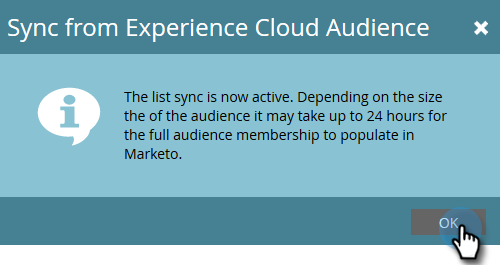 Sync from Experience Cloud Audience
The list sync is now active. Depending on the size
the of the audience it may take up to 24 hours for
the full audience membership to populate in
Marketo.
OK